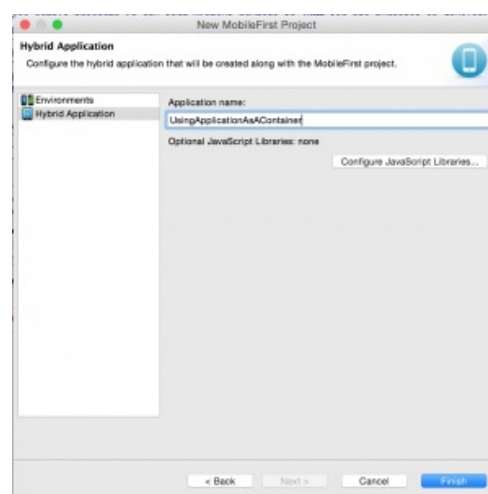 New MobileFirst Project
Hybrid Application
Configure the hybrid application that will be created along with the MobileFirst project.
Environments
Hybrid Application
Application name:
UsingApplicationAsAContainer
Optional JavaScript Libraries: none
Configure JavaScript Libraries...
< Back
Next >
Cancel
Finish